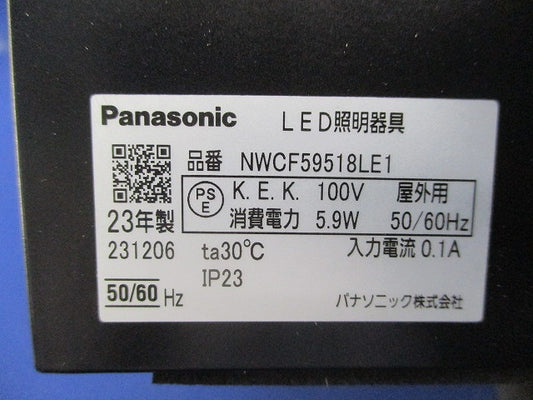 Panasonic LED照明器具
品番 NWCF59518LE1
PS E K.E.K. 100V 屋外用
23年製 消費電力 5.9W 50/60Hz
231206 ta30℃ 入力電流 0.1A
IP23
50/60 Hz パナソニック株式会社